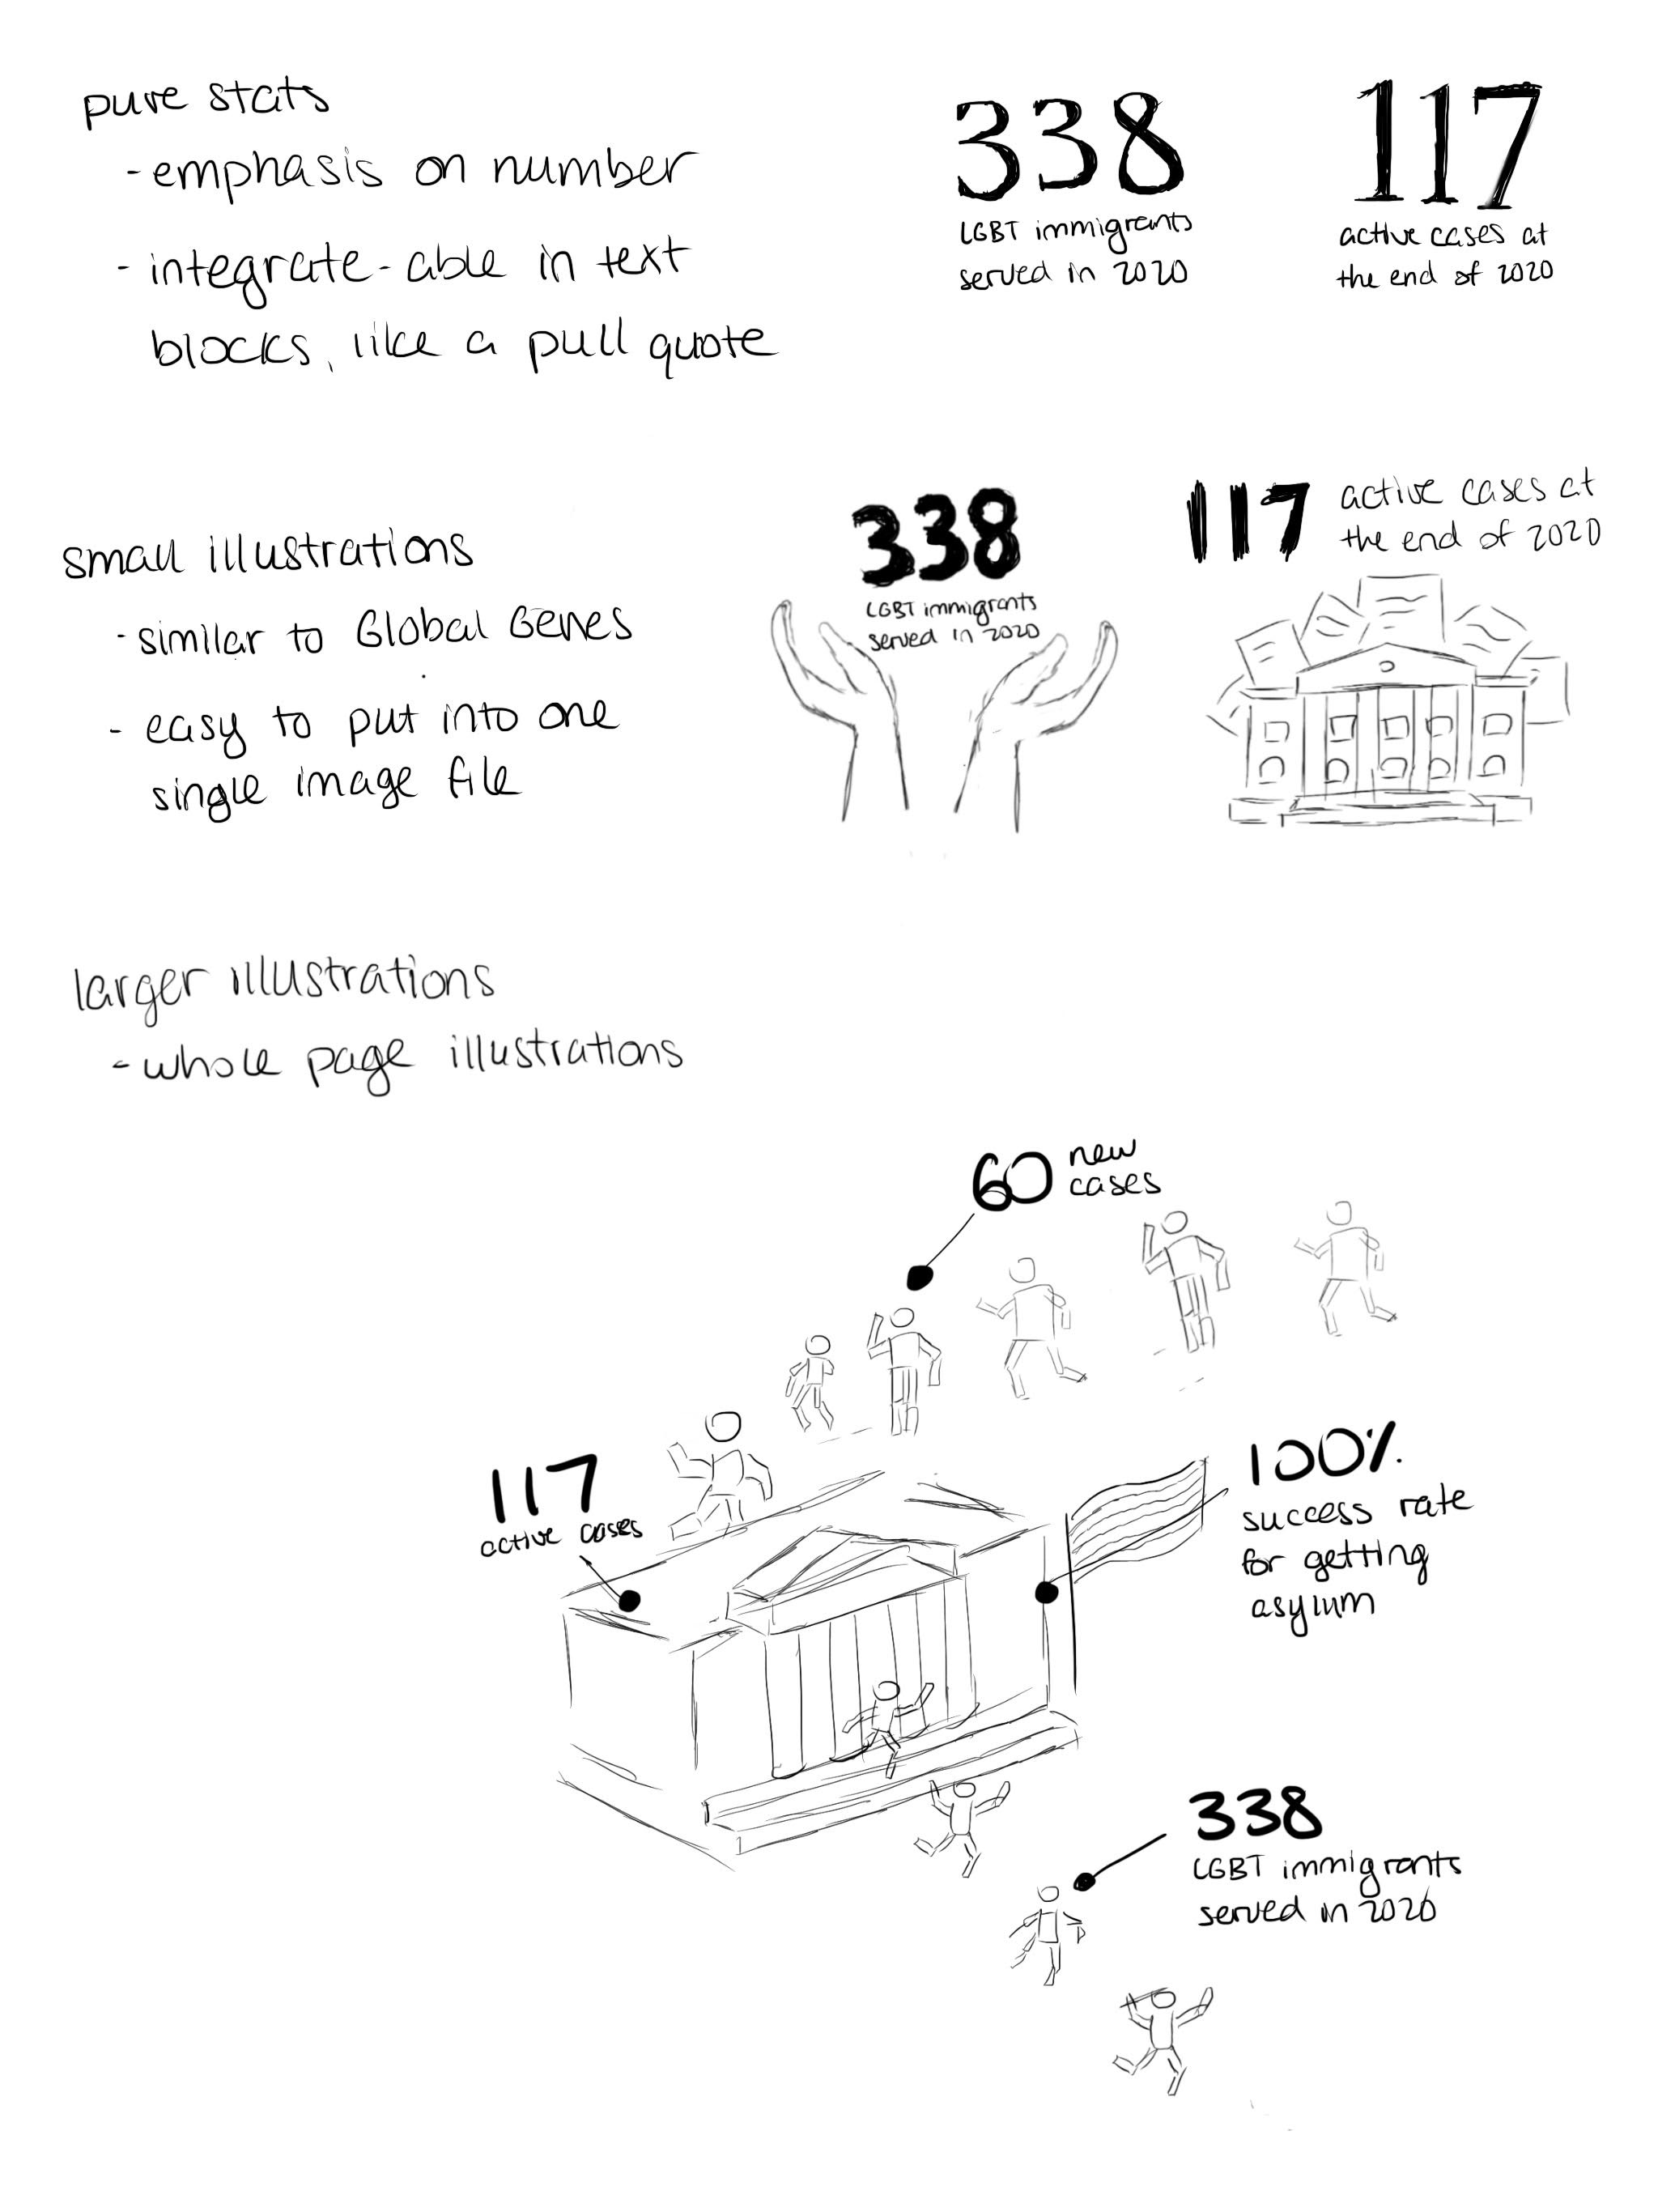 pure stats
- emphasis on number
- integrate-able in text
blocks, like a pull quote
338
LGBT immigrants
served in 2020
117
active cases at
the end of 2020
small illustrations
- similar to Global Genes
- easy to put into one
single image file
338
LGBT immigrants
served in 2020
117 active cases at
the end of 2020
larger illustrations
- whole page illustrations
60 new
cases
117
active cases
100%
success rate
for getting
asylum
338
LGBT immigrants
served in 2020